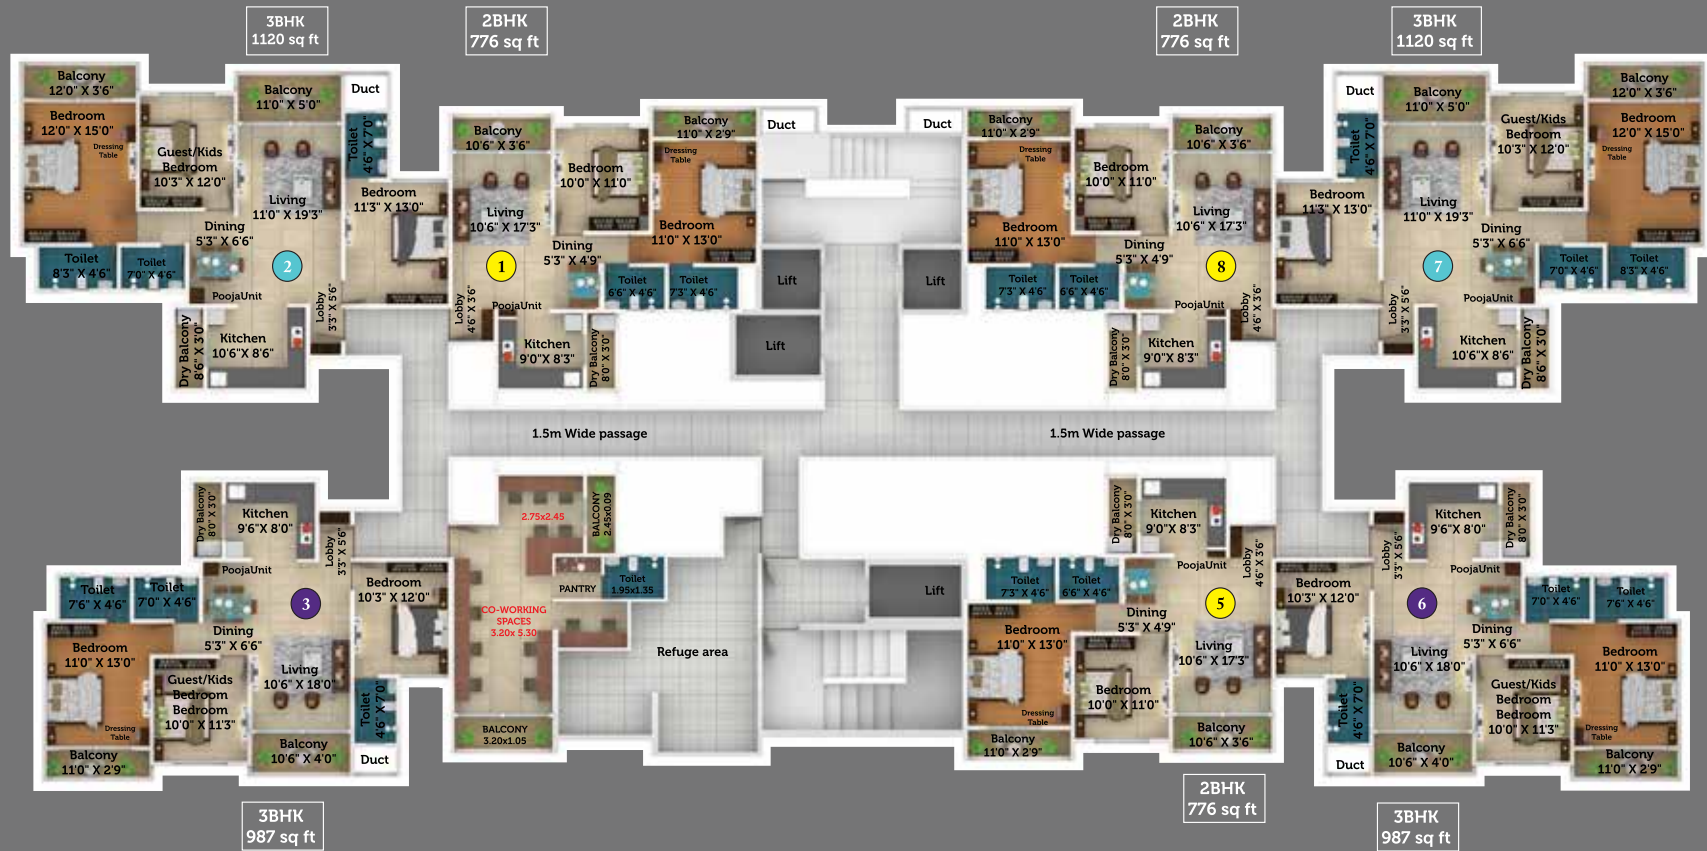 3BHK
1120 sq ft
2BHK
776 sq ft
2BHK
776 sq ft
3BHK
1120 sq ft
Balcony
12'0" X 3'6"
Bedroom
12'0" X 15'0"
Dressing
Table
Guest/Kids
Bedroom
10'3" X 12'0"
Balcony
11'0" X 5'0"
Duct
Toilet
4'6" X 7'0"
Living
11'0" X 19'3"
Dining
5'3" X 6'6"
Bedroom
11'3" X 13'0"
Toilet
8'3" X 4'6"
Toilet
7'0" X 4'6"
2
PoojaUnit
Lobby
3'3" X 5'6"
Kitchen
10'6"X 8'6"
Dry Balcony
8'6" X 3'0"
Balcony
10'6" X 3'6"
Bedroom
10'0" X 11'0"
Balcony
11'0" X 2'9"
Dressing
Table
Duct
Living
10'6" X 17'3"
Bedroom
11'0" X 13'0"
Dining
5'3" X 4'9"
1
Toilet
6'6" X 4'6"
Toilet
7'3" X 4'6"
Lobby
4'6" X 3'6"
PoojaUnit
Kitchen
9'0"X 8'3"
Dry Balcony
8'0" X 3'0"
Lift
Lift
Duct
Balcony
11'0" X 2'9"
Dressing
Table
Bedroom
10'0" X 11'0"
Balcony
10'6" X 3'6"
Bedroom
11'0" X 13'0"
Living
10'6" X 17'3"
Dining
5'3" X 4'9"
8
Lift
Toilet
7'3" X 4'6"
Toilet
6'6" X 4'6"
PoojaUnit
Lobby
4'6" X 3'6"
Kitchen
9'0"X 8'3"
Dry Balcony
8'0" X 3'0"
Duct
Balcony
11'0" X 5'0"
Toilet
4'6" X 7'0"
Guest/Kids
Bedroom
10'3" X 12'0"
Balcony
12'0" X 3'6"
Bedroom
12'0" X 15'0"
Dressing
Table
Bedroom
11'3" X 13'0"
Living
11'0" X 19'3"
Dining
5'3" X 6'6"
7
Toilet
7'0" X 4'6"
Toilet
8'3" X 4'6"
PoojaUnit
Lobby
3'3" X 5'6"
Kitchen
10'6"X 8'6"
Dry Balcony
8'6" X 3'0"
1.5m Wide passage
1.5m Wide passage
Dry Balcony
8'0" X 3'0"
Kitchen
9'6"X 8'0"
Lobby
3'3" X 5'6"
PoojaUnit
Toilet
7'6" X 4'6"
Toilet
7'0" X 4'6"
3
Bedroom
10'3" X 12'0"
Dining
5'3" X 6'6"
Bedroom
11'0" X 13'0"
Living
10'6" X 18'0"
Guest/Kids
Bedroom
Bedroom
10'0" X 11'3"
Dressing
Table
Toilet
4'6" X 7'0"
Balcony
11'0" X 2'9"
Balcony
10'6" X 4'0"
Duct
2.75x2.45
BALCONY
2.45x0.09
PANTRY
Toilet
1.95x1.35
CO-WORKING
SPACES
3.20x 5.30
BALCONY
3.20x1.05
Refuge area
Lift
Dry Balcony
8'0" X 3'0"
Kitchen
9'0"X 8'3"
Lobby
4'6" X 3'6"
PoojaUnit
Toilet
7'3" X 4'6"
Toilet
6'6" X 4'6"
5
Dining
5'3" X 4'9"
Bedroom
11'0" X 13'0"
Living
10'6" X 17'3"
Bedroom
10'0" X 11'0"
Dressing
Table
Balcony
11'0" X 2'9"
Balcony
10'6" X 3'6"
Lobby
3'3" X 5'6"
Kitchen
9'6"X 8'0"
Dry Balcony
8'0" X 3'0"
PoojaUnit
Bedroom
10'3" X 12'0"
6
Toilet
7'0" X 4'6"
Toilet
7'6" X 4'6"
Dining
5'3" X 6'6"
Living
10'6" X 18'0"
Bedroom
11'0" X 13'0"
Guest/Kids
Bedroom
Bedroom
10'0" X 11'3"
Dressing
Table
Toilet
4'6" X 7'0"
Duct
Balcony
10'6" X 4'0"
Balcony
11'0" X 2'9"
3BHK
987 sq ft
2BHK
776 sq ft
3BHK
987 sq ft